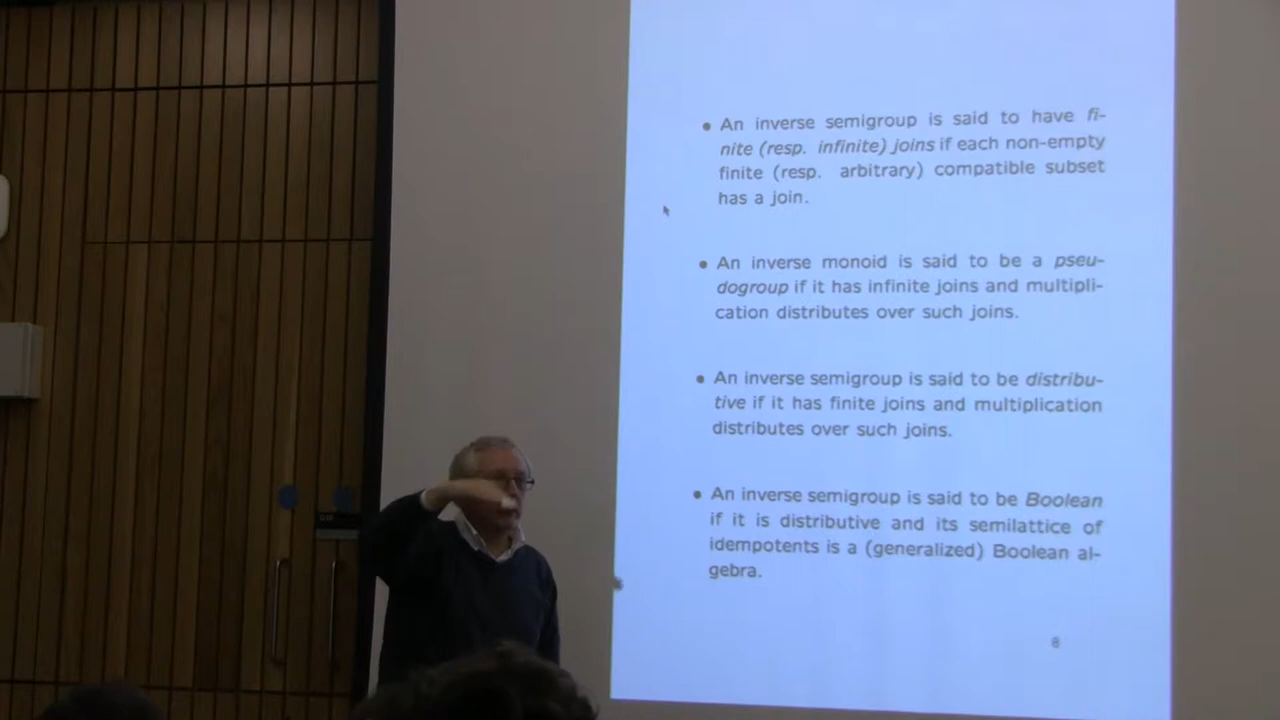 • An inverse semigroup is said to have fi-
nite (resp. infinite) joins if each non-empty
finite (resp. arbitrary) compatible subset
has a join.
• An inverse monoid is said to be a pseu-
dogroup if it has infinite joins and multipli-
cation distributes over such joins.
• An inverse semigroup is said to be distribu-
tive if it has finite joins and multiplication
distributes over such joins.
• An inverse semigroup is said to be Boolean
if it is distributive and its semilattice of
idempotents is a (generalized) Boolean al-
gebra.
8